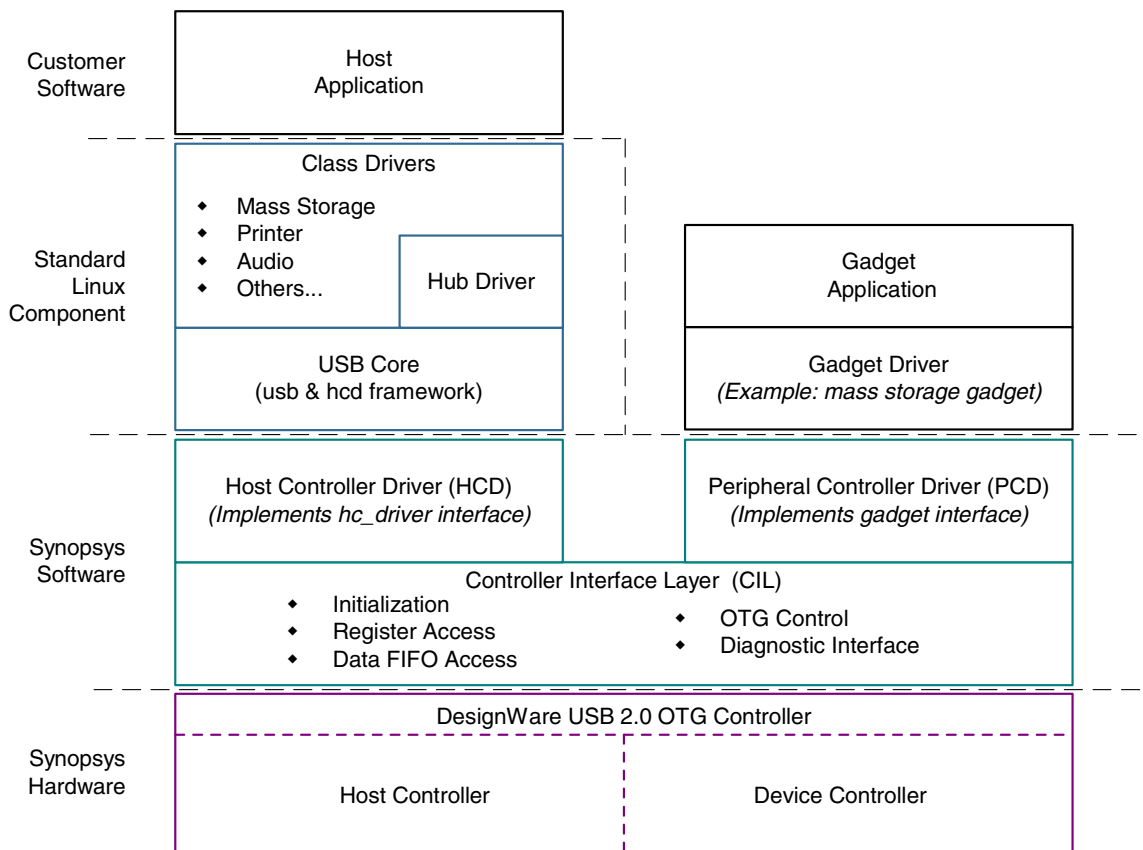 Customer
Software
Host
Application
Standard
Linux
Component
Class Drivers
◆ Mass Storage
◆ Printer
◆ Audio
◆ Others...
Hub Driver
USB Core
(usb & hcd framework)
Gadget
Application
Gadget Driver
(Example: mass storage gadget)
Synopsys
Software
Host Controller Driver (HCD)
(Implements hc_driver interface)
Peripheral Controller Driver (PCD)
(Implements gadget interface)
Controller Interface Layer (CIL)
◆ Initialization
◆ Register Access
◆ Data FIFO Access
◆ OTG Control
◆ Diagnostic Interface
Synopsys
Hardware
DesignWare USB 2.0 OTG Controller
Host Controller
Device Controller